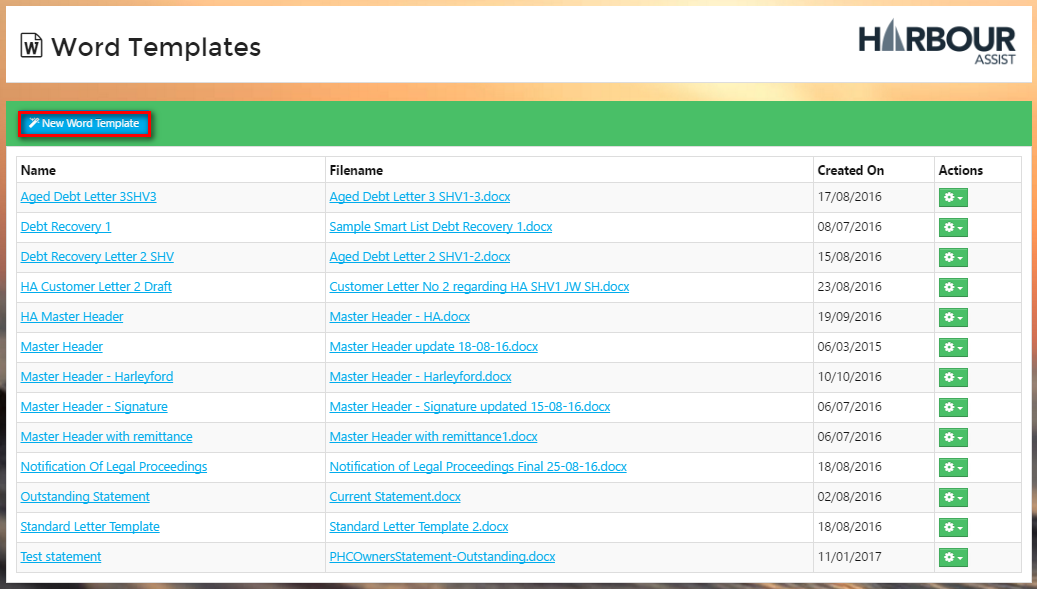 Word Templates
HARBOUR
ASSIST
New Word Template
Name Filename Created On Actions
Aged Debt Letter 3SHV3 Aged Debt Letter 3 SHV1-3.docx 17/08/2016
Debt Recovery 1 Sample Smart List Debt Recovery 1.docx 08/07/2016
Debt Recovery Letter 2 SHV Aged Debt Letter 2 SHV1-2.docx 15/08/2016
HA Customer Letter 2 Draft Customer Letter No 2 regarding HA SHV1 JW SH.docx 23/08/2016
HA Master Header Master Header - HA.docx 19/09/2016
Master Header Master Header update 18-08-16.docx 06/03/2015
Master Header - Harleyford Master Header - Harleyford.docx 10/10/2016
Master Header - Signature Master Header - Signature updated 15-08-16.docx 06/07/2016
Master Header with remittance Master Header with remittance1.docx 06/07/2016
Notification Of Legal Proceedings Notification of Legal Proceedings Final 25-08-16.docx 18/08/2016
Outstanding Statement Current Statement.docx 02/08/2016
Standard Letter Template Standard Letter Template 2.docx 18/08/2016
Test statement PHCOwnersStatement-Outstanding.docx 11/01/2017